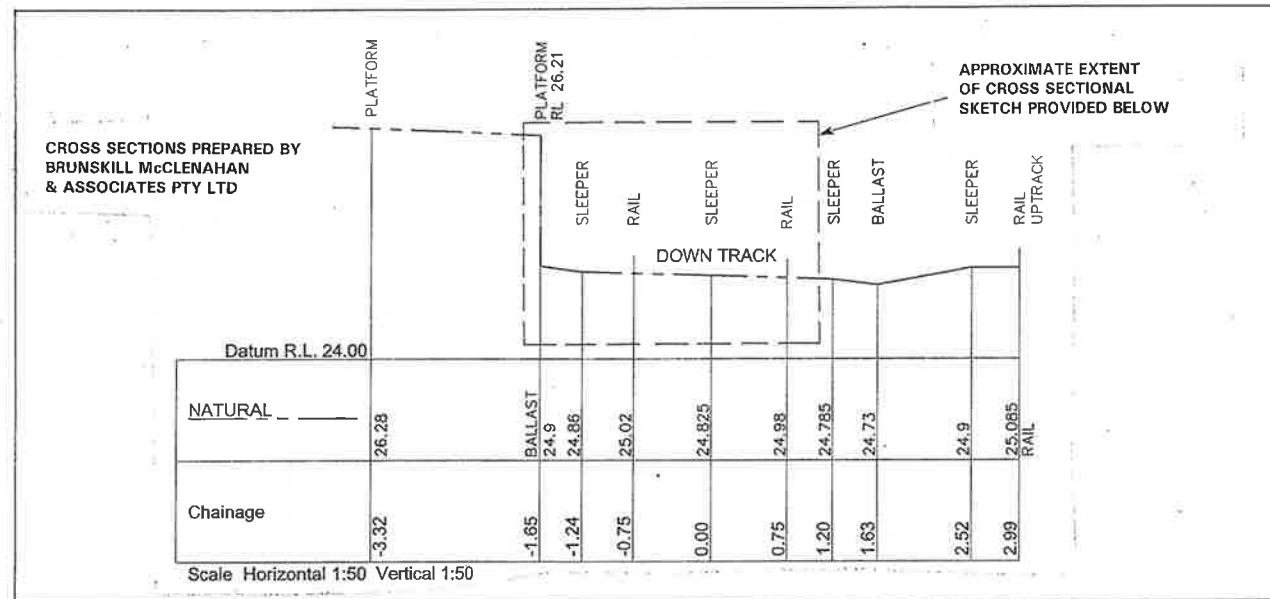 PLATFORM
PLATFORM
RL 26.21
APPROXIMATE EXTENT
OF CROSS SECTIONAL
SKETCH PROVIDED BELOW
CROSS SECTIONS PREPARED BY
BRUNSKILL McCLENAHAN
& ASSOCIATES PTY LTD
SLEEPER
RAIL
SLEEPER
RAIL
SLEEPER
BALLAST
SLEEPER
RAIL
UPTRACK
DOWN TRACK
Datum R.L. 24.00
NATURAL
26.28
BALLAST
24.9
24.86
25.02
24.825
24.98
24.785
24.73
24.9
25.085
RAIL
Chainage
-3.32
-1.65
-1.24
-0.75
0.00
0.75
1.20
1.63
2.52
2.99
Scale Horizontal 1:50 Vertical 1:50